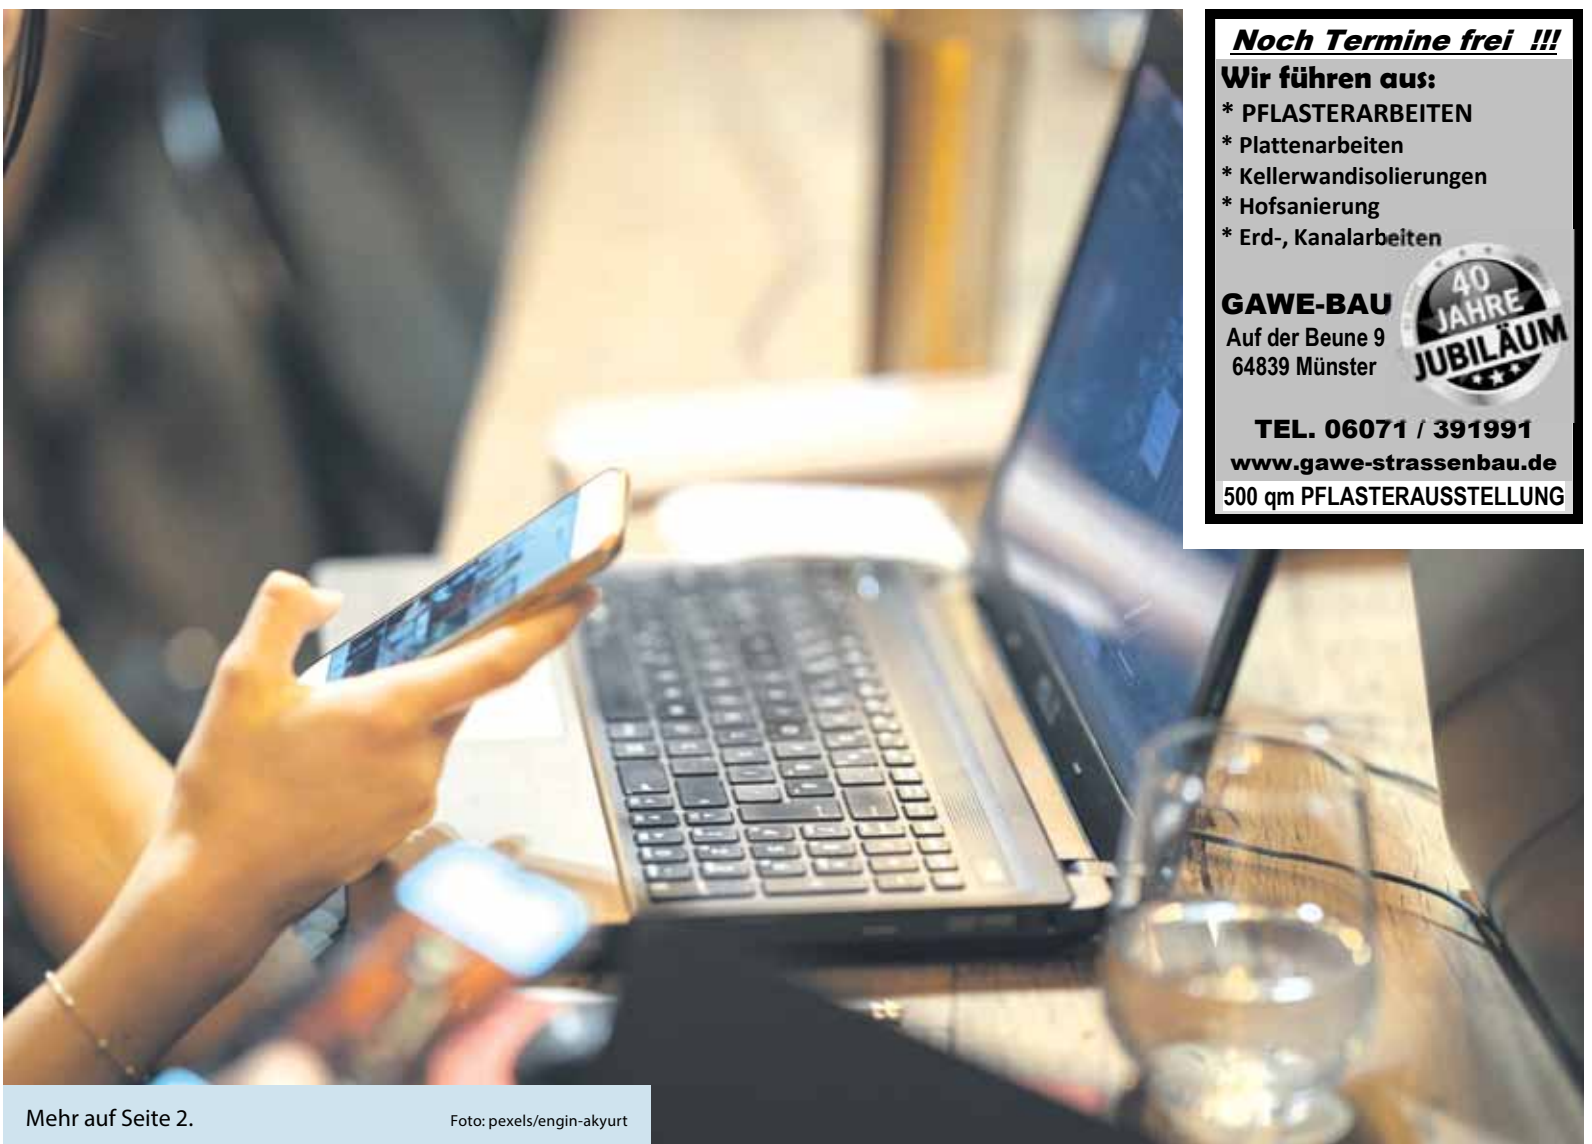 Noch Termine frei !!!
Wir führen aus:
* PFLASTERARBEITEN
* Plattenarbeiten
* Kellerwandisolierungen
* Hofsanierung
* Erd-, Kanalarbeiten
40
JAHRE
JUBILÄUM
GAWE-BAU
Auf der Beune 9
64839 Münster
TEL. 06071 / 391991
www.gawe-strassenbau.de
500 qm PFLASTERAUSSTELLUNG
Mehr auf Seite 2.
Foto: pexels/engin-akyurt